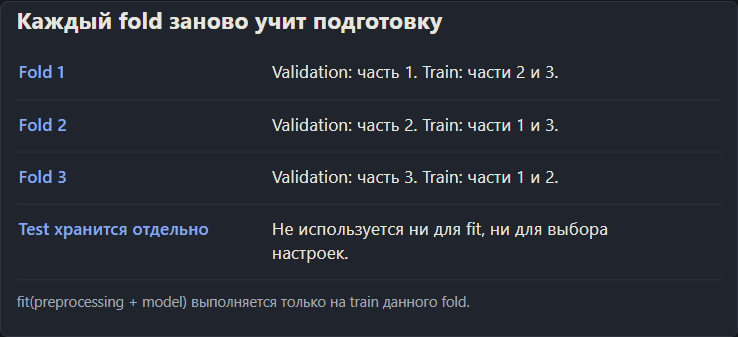 Каждый fold заново учит подготовку
Fold 1 Validation: часть 1. Train: части 2 и 3.
Fold 2 Validation: часть 2. Train: части 1 и 3.
Fold 3 Validation: часть 3. Train: части 1 и 2.
Test хранится отдельно Не используется ни для fit, ни для выбора
настроек.
fit(preprocessing + model) выполняется только на train данного fold.